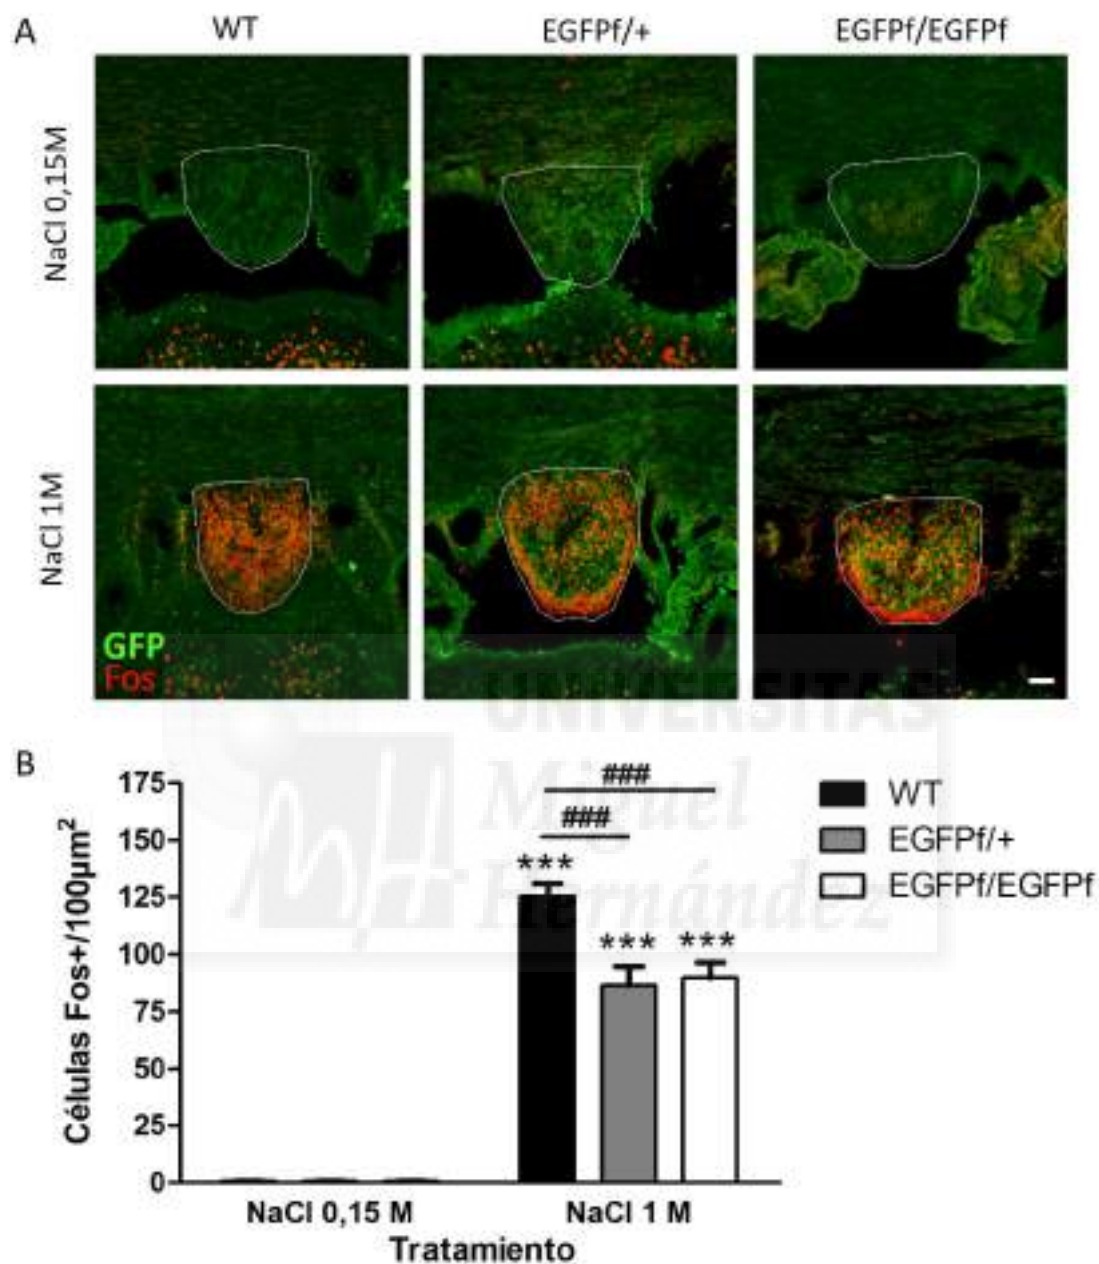 A
WT
EGFPf/+
EGFPf/EGFPf
NaCl 0,15M
NaCl 1M
GFP
Fos
UNIVERSITAS
Miguel
Hernández
B
175
150
125
100
75
50
25
0
Células Fos+/100µm²
###
###
***
***
***
WT
EGFPf/+
EGFPf/EGFPf
NaCl 0,15 M
NaCl 1 M
Tratamiento